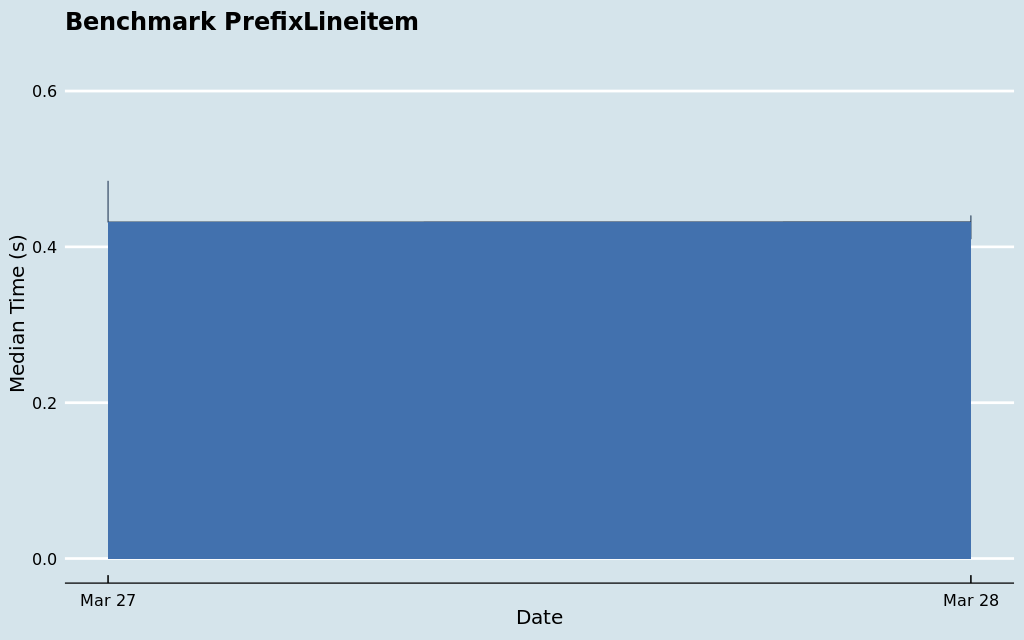 Benchmark PrefixLineitem
0.6
0.4
0.2
0.0
Median Time (s)
Mar 27
Mar 28
Date